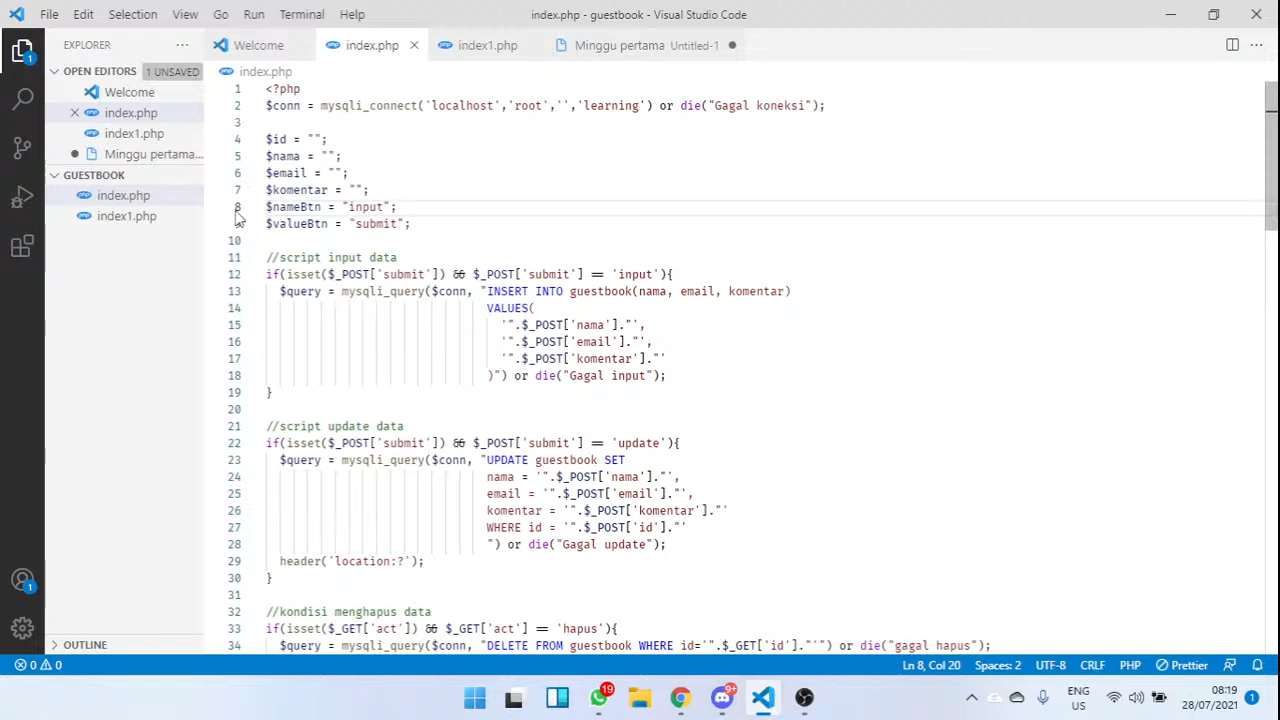 File Edit Selection View Go Run Terminal Help index.php - guestbook - Visual Studio Code
EXPLORER Welcome index.php index1.php Minggu pertama Untitled-1
OPEN EDITORS 1 UNSAVED
Welcome
index.php
index1.php
Minggu pertama...
GUESTBOOK
index.php
index1.php
OUTLINE
index.php
1 <?php
2 $conn = mysqli_connect('localhost','root','','learning') or die("Gagal koneksi");
3
4 $id = "";
5 $nama = "";
6 $email = "";
7 $komentar = "";
8 $nameBtn = "input";
$valueBtn = "submit";
10
11 //script input data
12 if(isset($_POST['submit']) && $_POST['submit'] == 'input'){
13 $query = mysqli_query($conn, "INSERT INTO guestbook(nama, email, komentar)
14 VALUES(
15 '".$_POST['nama']."',
16 '".$_POST['email']."',
17 '".$_POST['komentar']."'
18 )") or die("Gagal input");
19 }
20
21 //script update data
22 if(isset($_POST['submit']) && $_POST['submit'] == 'update'){
23 $query = mysqli_query($conn, "UPDATE guestbook SET
24 nama = '".$_POST['nama']."',
25 email = '".$_POST['email']."',
26 komentar = '".$_POST['komentar']."'
27 WHERE id = '".$_POST['id']."'
28 ") or die("Gagal update");
29 header('location:?');
30 }
31
32 //kondisi menghapus data
33 if(isset($_GET['act']) && $_GET['act'] == 'hapus'){
34 $query = mysqli_query($conn, "DELETE FROM guestbook WHERE id='".$_GET['id']."'") or die("gagal hapus");
1
1
0 0 Ln 8, Col 20 Spaces: 2 UTF-8 CRLF PHP Prettier
19 9+ ENG US 08:19 28/07/2021 1